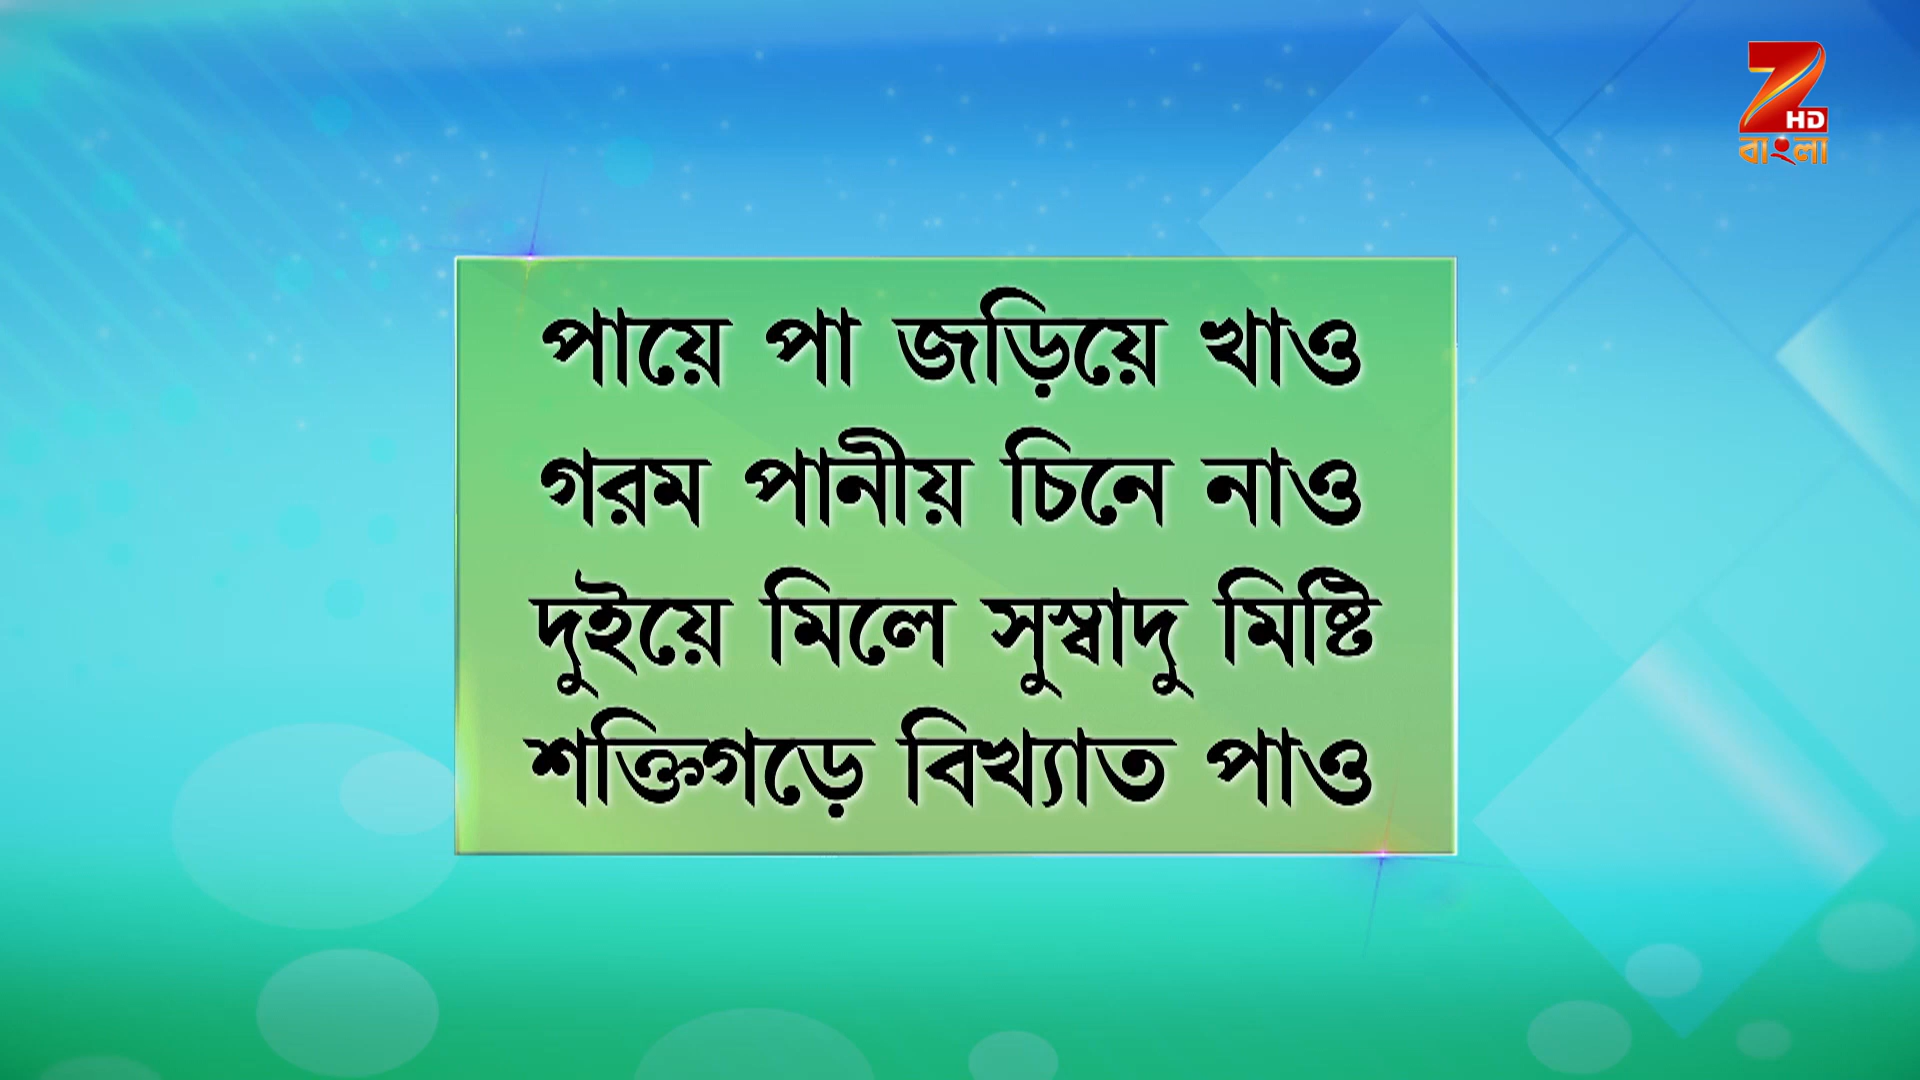 Z HD
বাংলা
পায়ে পা জড়িয়ে খাও
গরম পানীয় চিনে নাও
দুইয়ে মিলে সুস্বাদু মিষ্টি
শক্তিগড়ে বিখ্যাত পাও